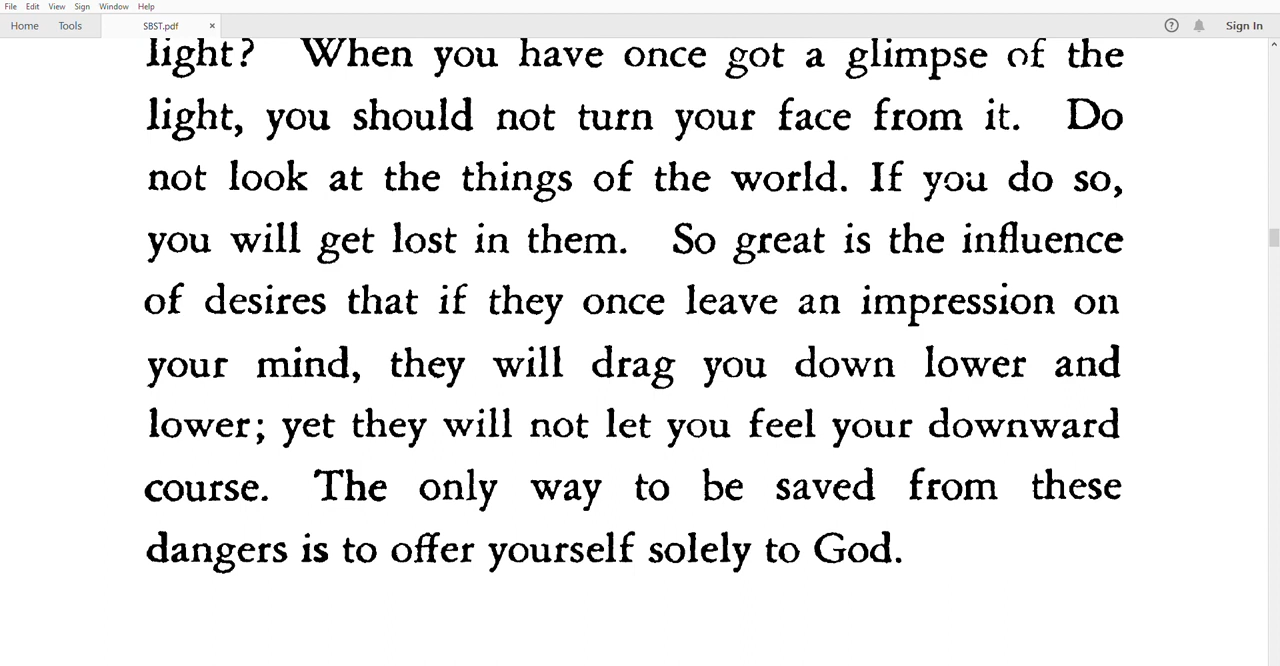 File Edit View Sign Window Help
Home Tools SBST.pdf × ? Sign In
light? When you have once got a glimpse of the
light, you should not turn your face from it. Do
not look at the things of the world. If you do so,
you will get lost in them. So great is the influence
of desires that if they once leave an impression on
your mind, they will drag you down lower and
lower; yet they will not let you feel your downward
course. The only way to be saved from these
dangers is to offer yourself solely to God.